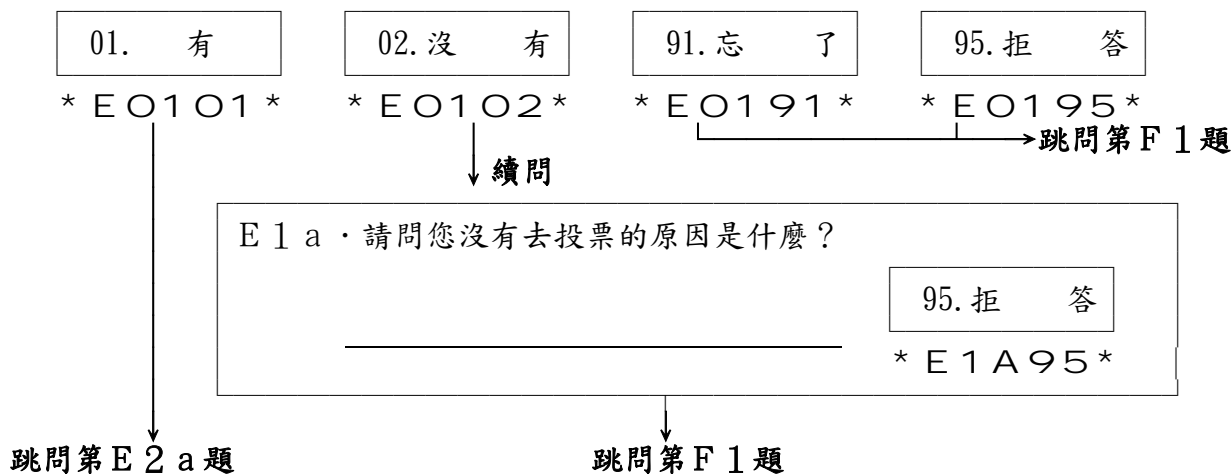 01.　有　02.沒　有　91.忘　了　95.拒　答
*E0101*　*E0102*　*E0191*　*E0195*
跳問第F1題
續問
E1a．請問您沒有去投票的原因是什麼？
95.拒　答
*E1A95*
跳問第E2a題　跳問第F1題